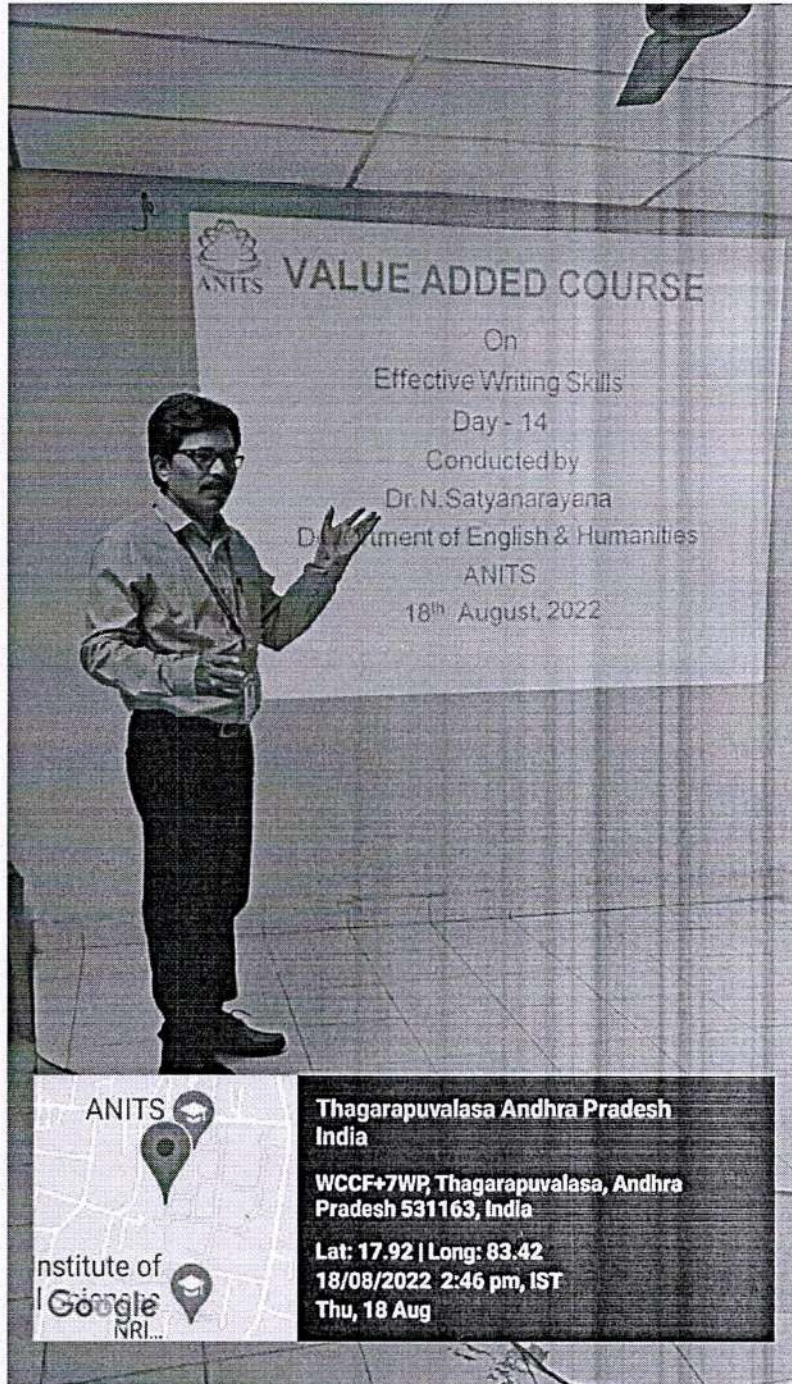 ANITS
VALUE ADDED COURSE
On
Effective Writing Skills
Day - 14
Conducted by
Dr.N.Satyanarayana
Department of English & Humanities
ANITS
18th August, 2022
ANITS
nstitute of
Google
NRI...
Thagarapuvalasa Andhra Pradesh
India
WCCF+7WP, Thagarapuvalasa, Andhra
Pradesh 531163, India
Lat: 17.92 | Long: 83.42
18/08/2022 2:46 pm, IST
Thu, 18 Aug